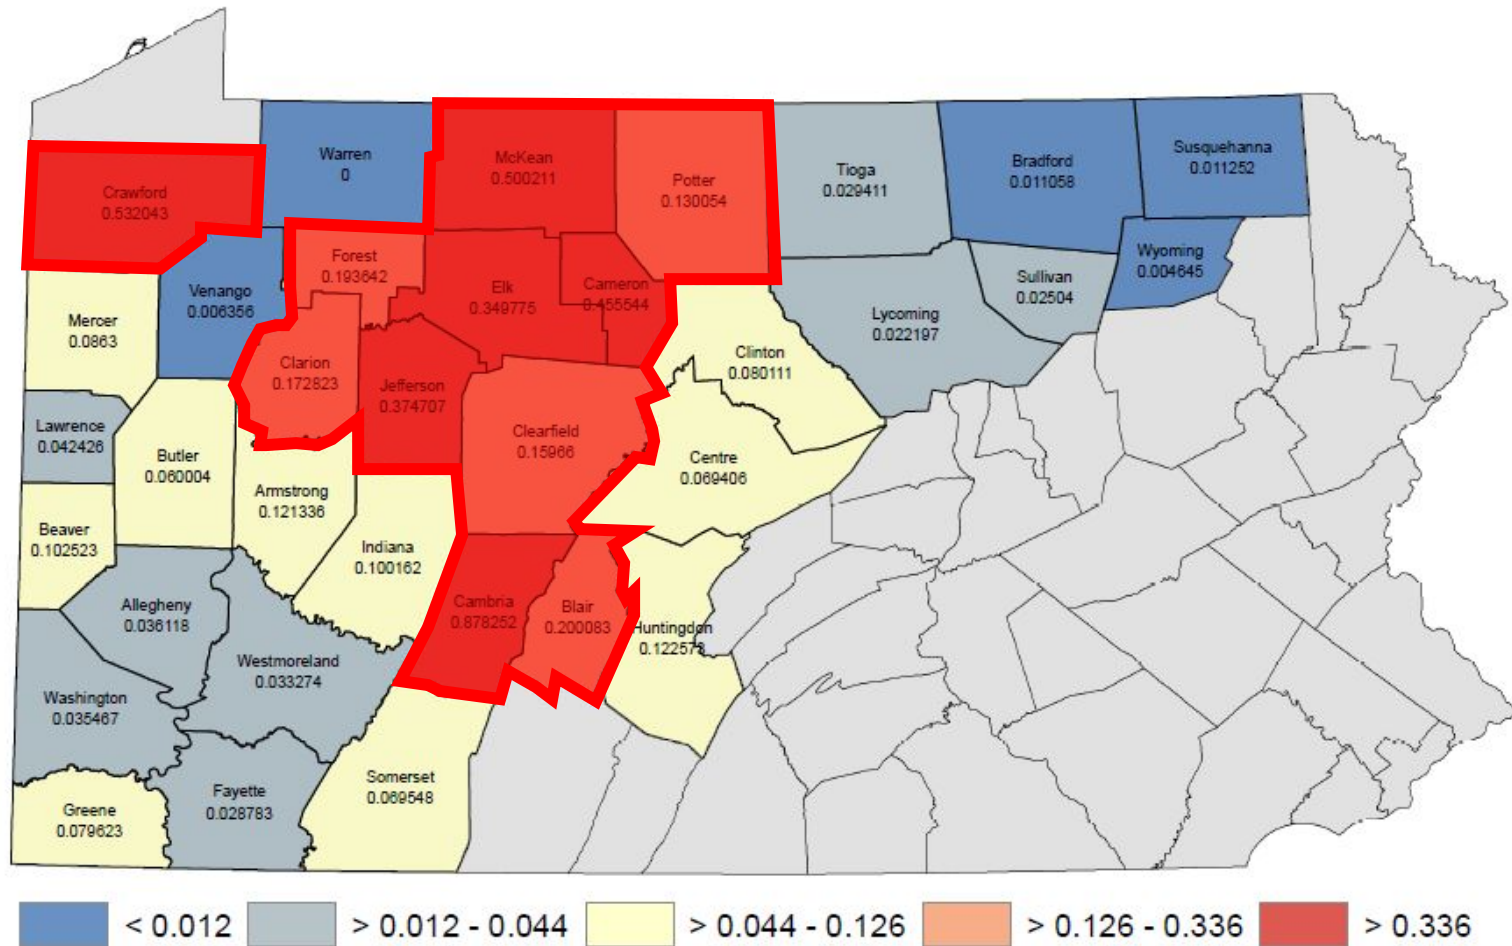 Warren
0
McKean
0.500211
Potter
0.130054
Tioga
0.029411
Bradford
0.011058
Susquehanna
0.011252
Crawford
0.532043
Forest
0.193642
Elk
0.349775
Cameron
0.455544
Wyoming
0.004645
Sullivan
0.02504
Venango
0.006356
Lycoming
0.022197
Mercer
0.0863
Clinton
0.080111
Clarion
0.172823
Jefferson
0.374707
Lawrence
0.042426
Clearfield
0.15966
Butler
0.060004
Centre
0.069406
Armstrong
0.121336
Beaver
0.102523
Indiana
0.100162
Allegheny
0.036118
Cambria
0.878252
Blair
0.200083
Huntingdon
0.122573
Westmoreland
0.033274
Washington
0.035467
Somerset
0.069548
Fayette
0.028783
Greene
0.079623
< 0.012
> 0.012 - 0.044
> 0.044 - 0.126
> 0.126 - 0.336
> 0.336